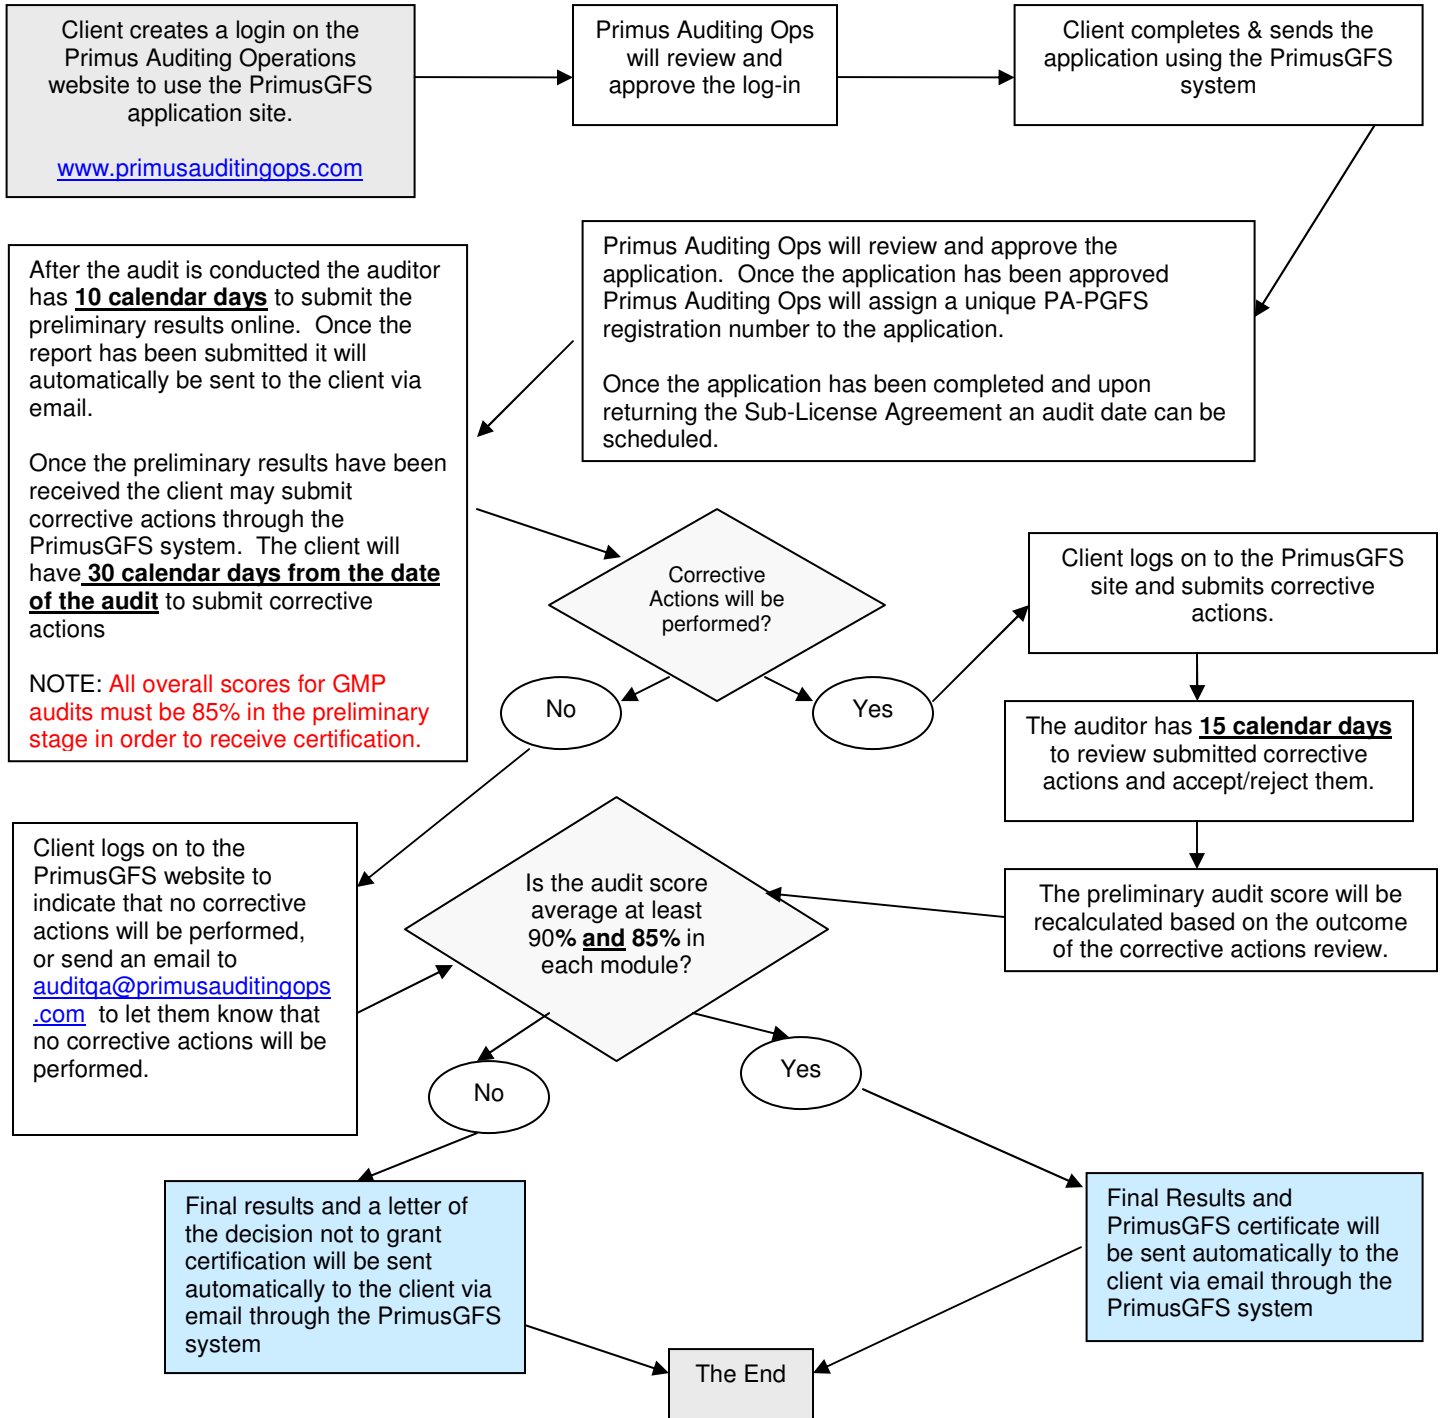 Client creates a login on the
Primus Auditing Operations
website to use the PrimusGFS
application site.
www.primusauditingops.com
Primus Auditing Ops
will review and
approve the log-in
Client completes & sends the
application using the PrimusGFS
system
Primus Auditing Ops will review and approve the
application.  Once the application has been approved
Primus Auditing Ops will assign a unique PA-PGFS
registration number to the application.
Once the application has been completed and upon
returning the Sub-License Agreement an audit date can be
scheduled.
After the audit is conducted the auditor
has 10 calendar days to submit the
preliminary results online.  Once the
report has been submitted it will
automatically be sent to the client via
email.
Once the preliminary results have been
received the client may submit
corrective actions through the
PrimusGFS system.  The client will
have 30 calendar days from the date
of the audit to submit corrective
actions
NOTE: All overall scores for GMP
audits must be 85% in the preliminary
stage in order to receive certification.
Corrective
Actions will be
performed?
No
Yes
Client logs on to the PrimusGFS
site and submits corrective
actions.
The auditor has 15 calendar days
to review submitted corrective
actions and accept/reject them.
The preliminary audit score will be
recalculated based on the outcome
of the corrective actions review.
Client logs on to the
PrimusGFS website to
indicate that no corrective
actions will be performed,
or send an email to
auditqa@primusauditingops
.com  to let them know that
no corrective actions will be
performed.
Is the audit score
average at least
90% and 85% in
each module?
No
Yes
Final results and a letter of
the decision not to grant
certification will be sent
automatically to the client via
email through the PrimusGFS
system
Final Results and
PrimusGFS certificate will
be sent automatically to the
client via email through the
PrimusGFS system
The End